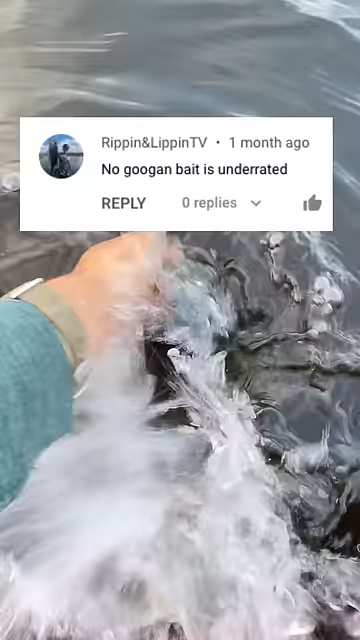 Rippin&LippinTV • 1 month ago
No googan bait is underrated
REPLY 0 replies